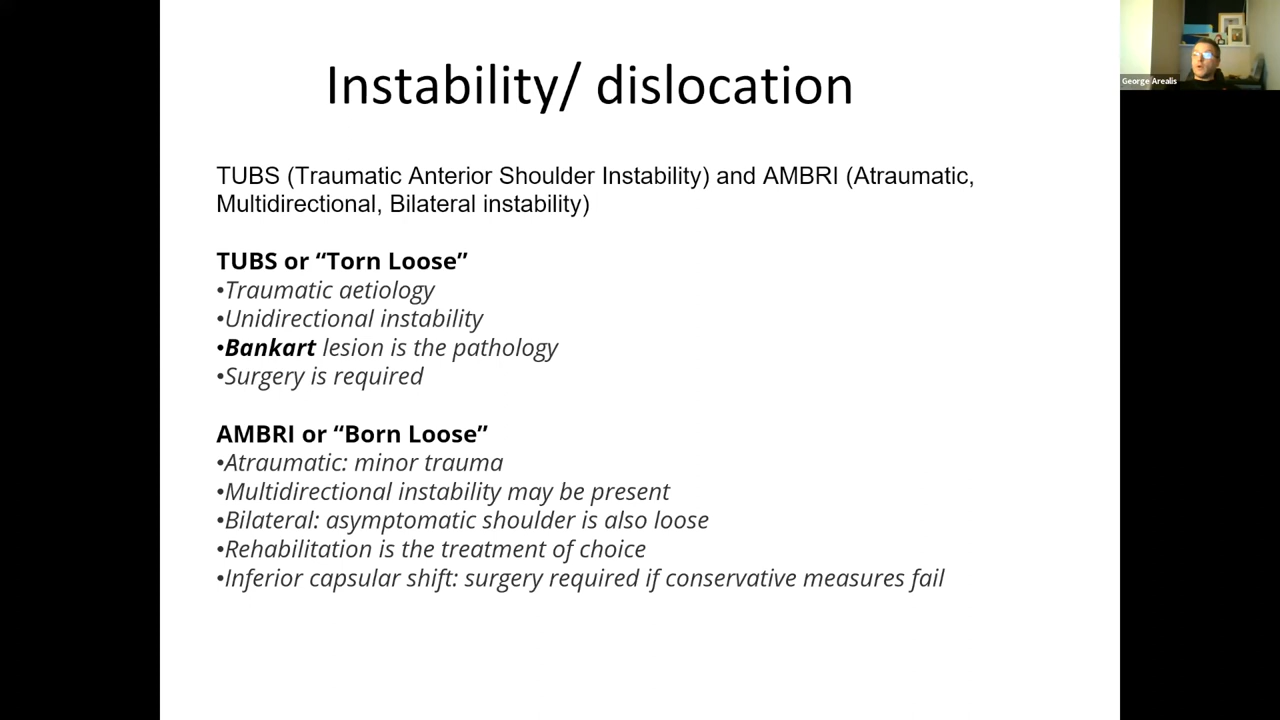 Instability/ dislocation
George Arealis
TUBS (Traumatic Anterior Shoulder Instability) and AMBRI (Atraumatic,
Multidirectional, Bilateral instability)
TUBS or “Torn Loose”
•Traumatic aetiology
•Unidirectional instability
•Bankart lesion is the pathology
•Surgery is required
AMBRI or “Born Loose”
•Atraumatic: minor trauma
•Multidirectional instability may be present
•Bilateral: asymptomatic shoulder is also loose
•Rehabilitation is the treatment of choice
•Inferior capsular shift: surgery required if conservative measures fail